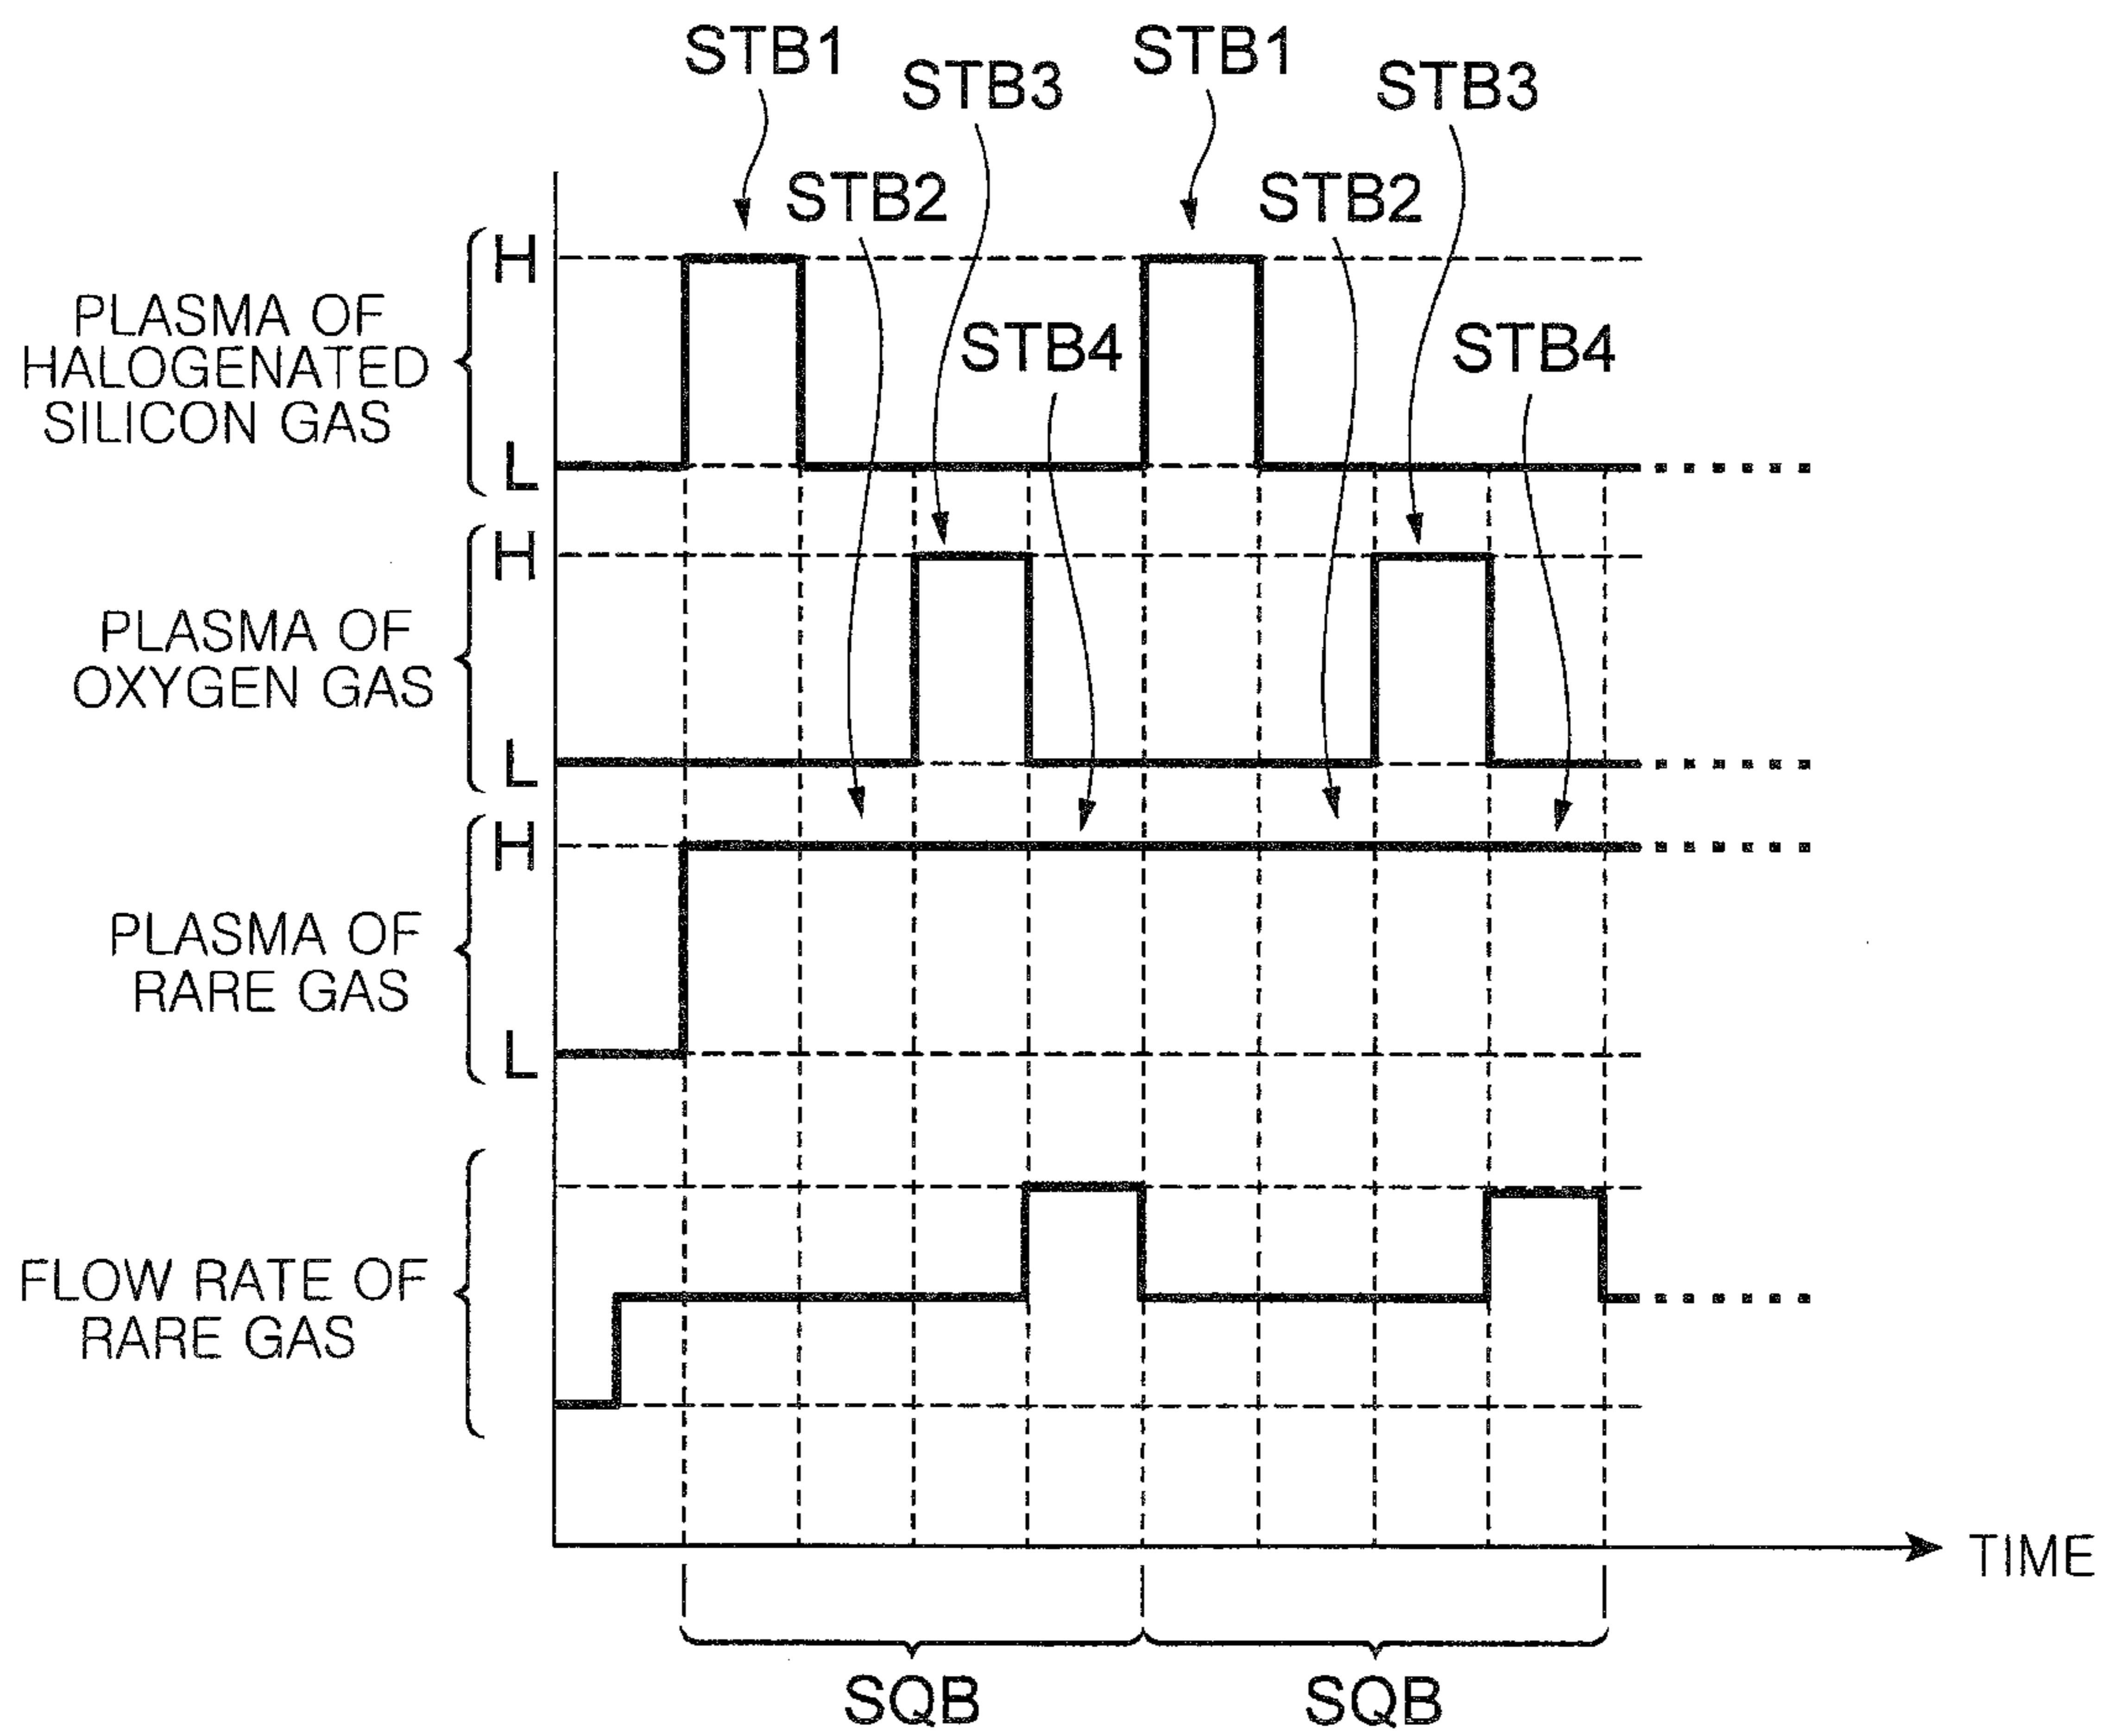 STB1
STB1
STB3
STB3
STB2
STB2
STB4
STB4
H
PLASMA OF
HALOGENATED
SILICON GAS
L
H
PLASMA OF
OXYGEN GAS
L
H
PLASMA OF
RARE GAS
L
FLOW RATE OF
RARE GAS
TIME
SQB
SQB